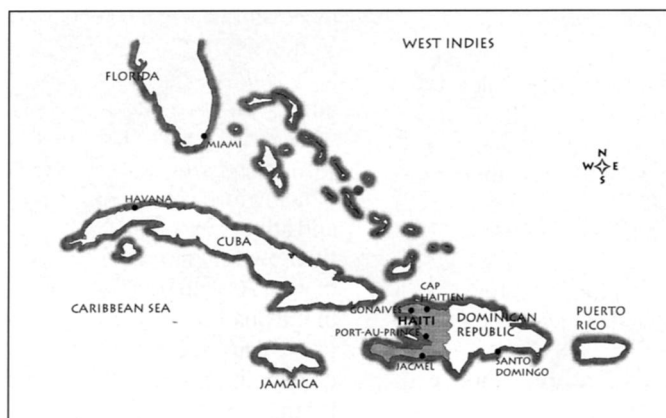 WEST INDIES
FLORIDA
MIAMI
N
W E
S
HAVANA
CUBA
CARIBBEAN SEA
CAP
HAITIEN
GONAIVES
HAITI
DOMINICAN
REPUBLIC
PORT-AU-PRINCE
PUERTO
RICO
JACMEL
SANTO
DOMINGO
JAMAICA